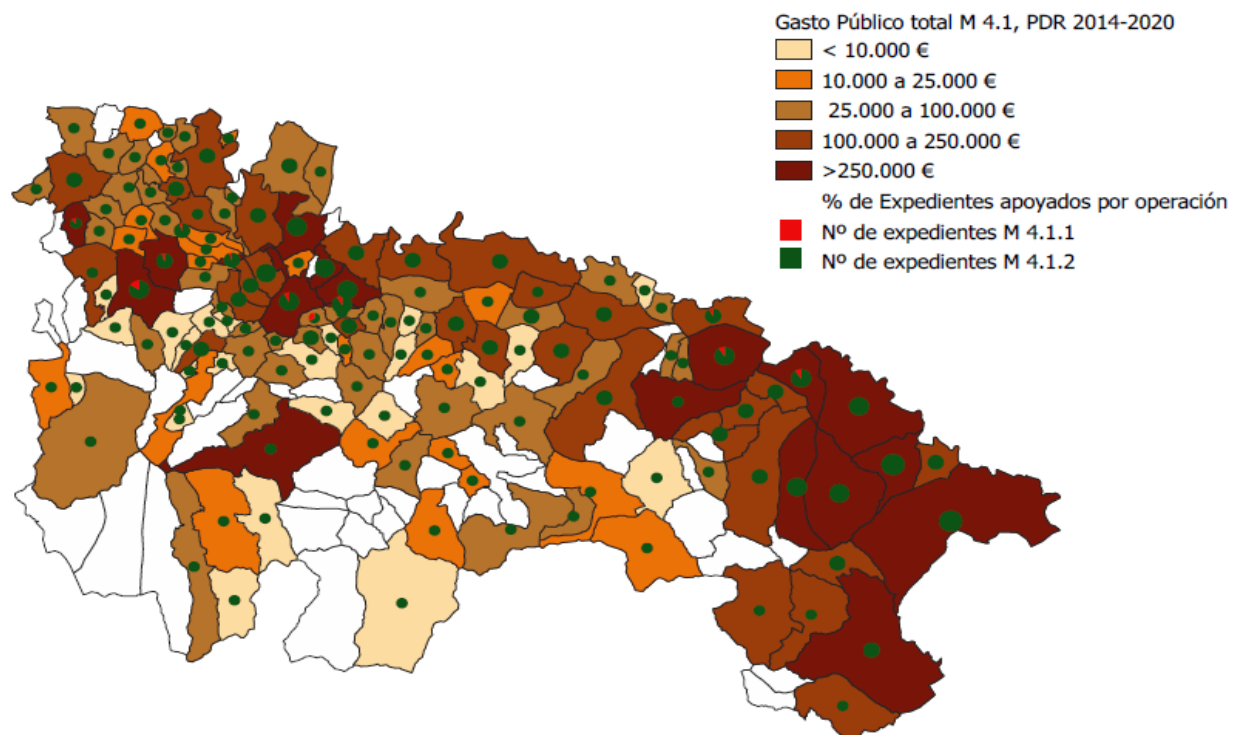 Gasto Público total M 4.1, PDR 2014-2020
< 10.000 €
10.000 a 25.000 €
25.000 a 100.000 €
100.000 a 250.000 €
>250.000 €
% de Expedientes apoyados por operación
Nº de expedientes M 4.1.1
Nº de expedientes M 4.1.2